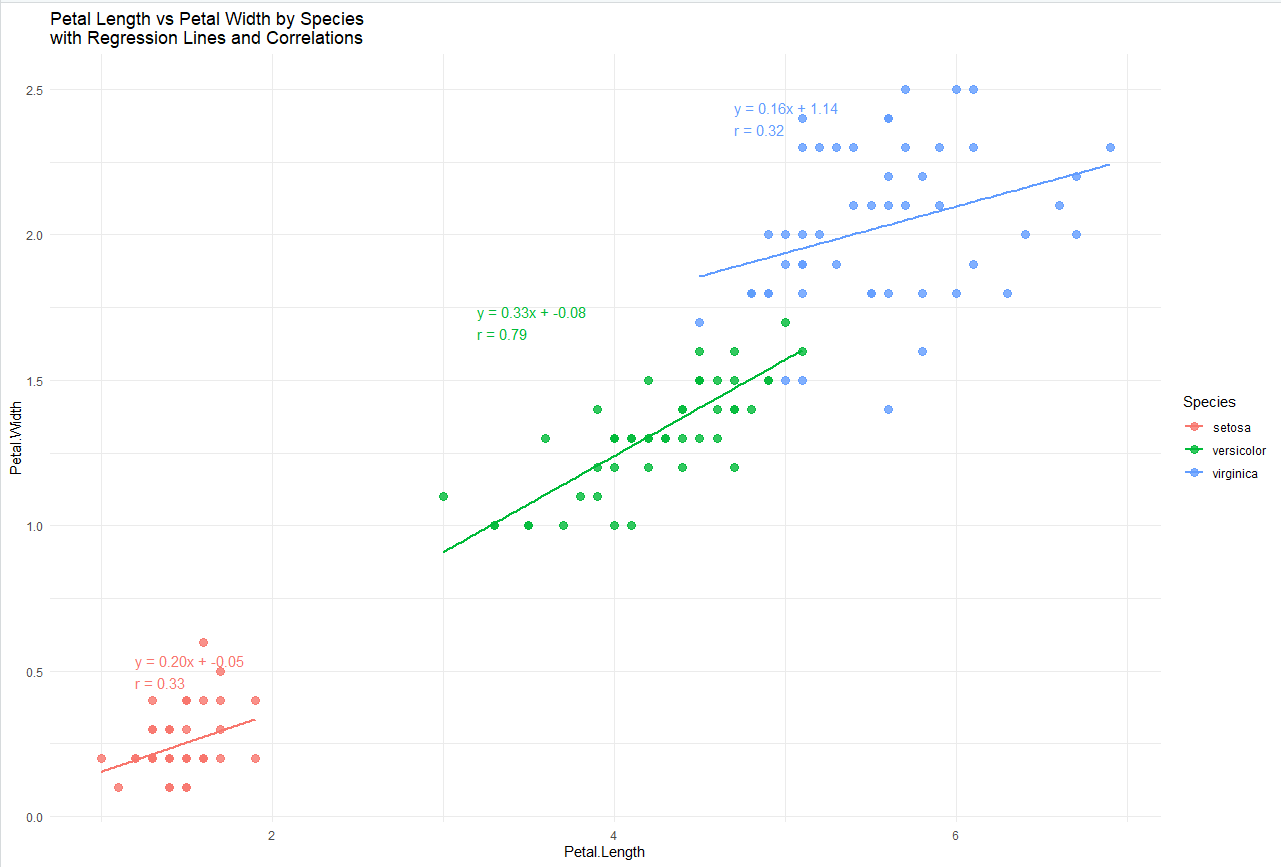 Petal Length vs Petal Width by Species
with Regression Lines and Correlations
2.5
y = 0.16x + 1.14
r = 0.32
2.0
y = 0.33x + -0.08
r = 0.79
1.5
Petal.Width
Species
setosa
versicolor
virginica
1.0
y = 0.20x + -0.05
r = 0.33
0.5
0.0
2
4
6
Petal.Length